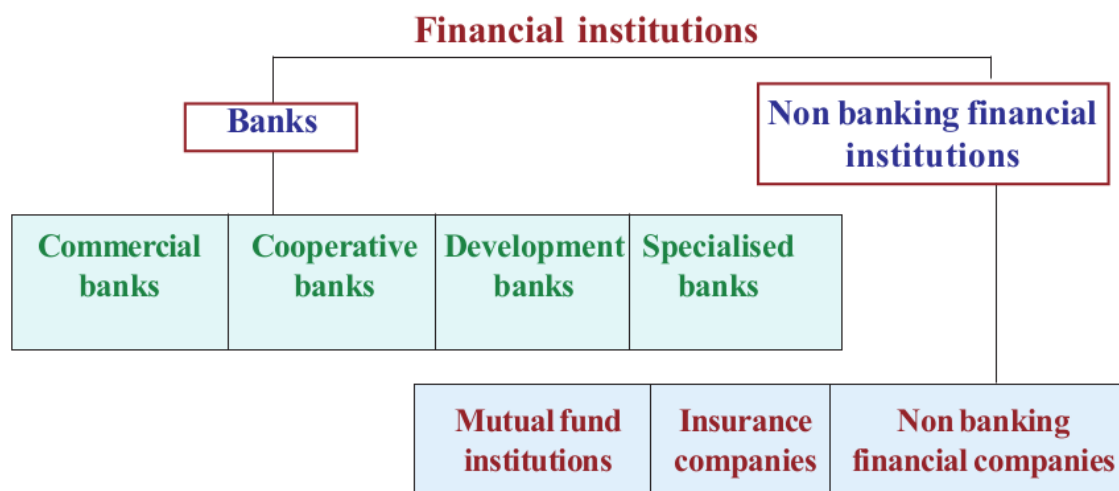 Financial institutions
Banks
Non banking financial
institutions
Commercial
banks
Cooperative
banks
Development
banks
Specialised
banks
Mutual fund
institutions
Insurance
companies
Non banking
financial companies